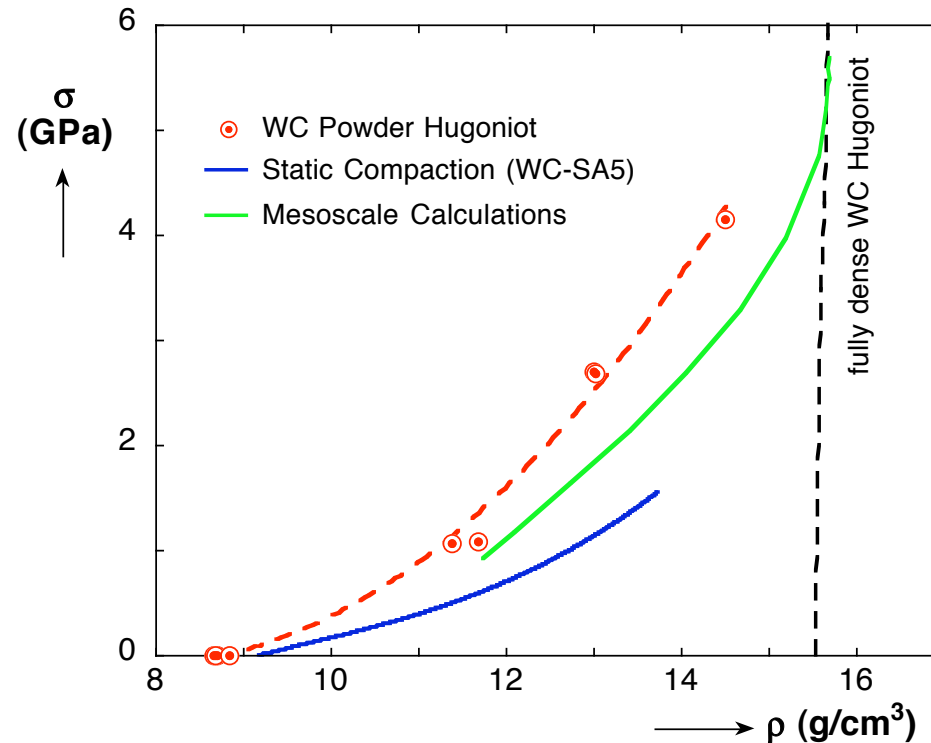 6
σ
(GPa)
WC Powder Hugoniot
Static Compaction (WC-SA5)
Mesoscale Calculations
fully dense WC Hugoniot
4
2
0
8
10
12
14
16
ρ (g/cm³)